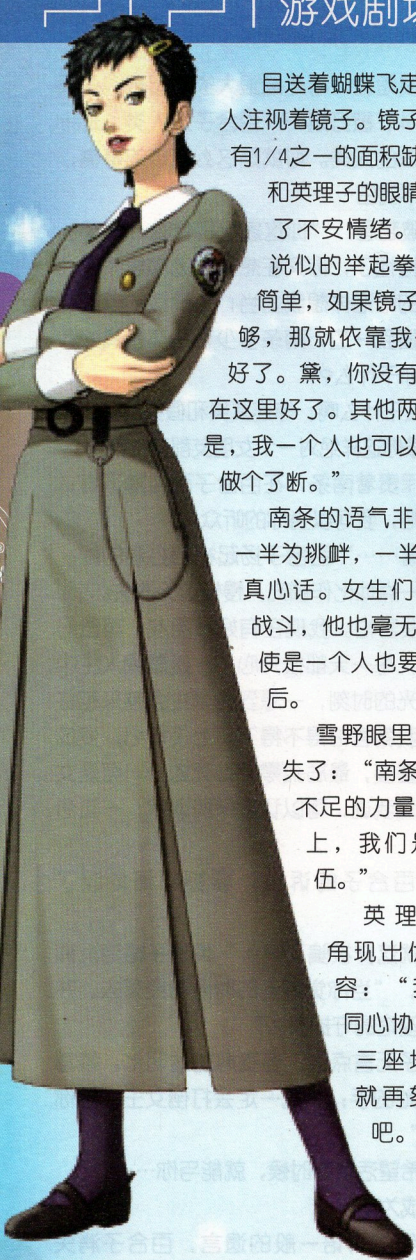 游戏剧场
目送着蝴蝶飞走
人注视着镜子。镜子
有1/4之一的面积缺
和英理子的眼睛
了不安情绪。
说似的举起拳
简单，如果镜子
够，那就依靠我
好了。黛，你没有
在这里好了。其他两
是，我一个人也可以
做个了断。”
南条的语气非
一半为挑衅，一半
真心话。女生们
战斗，他也毫无
使是一个人也要
后。
雪野眼里
失了：“南条
不足的力量
上，我们
伍。”
英理
角现出
容：“
同心协
三座
就再
吧。